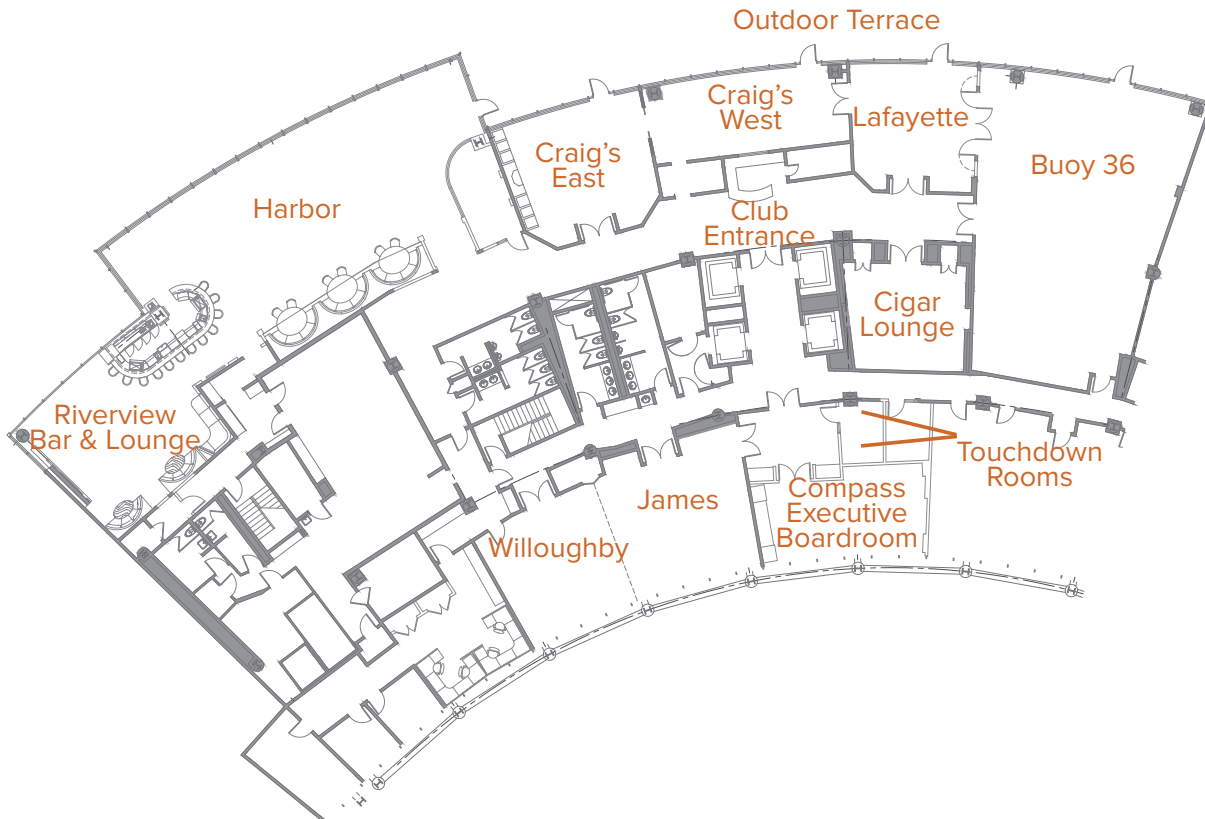 Outdoor Terrace
Craig's
West
Lafayette
Craig's
East
Buoy 36
Harbor
Club
Entrance
Cigar
Lounge
Riverview
Bar & Lounge
Touchdown
Rooms
James
Compass
Executive
Boardroom
Willoughby